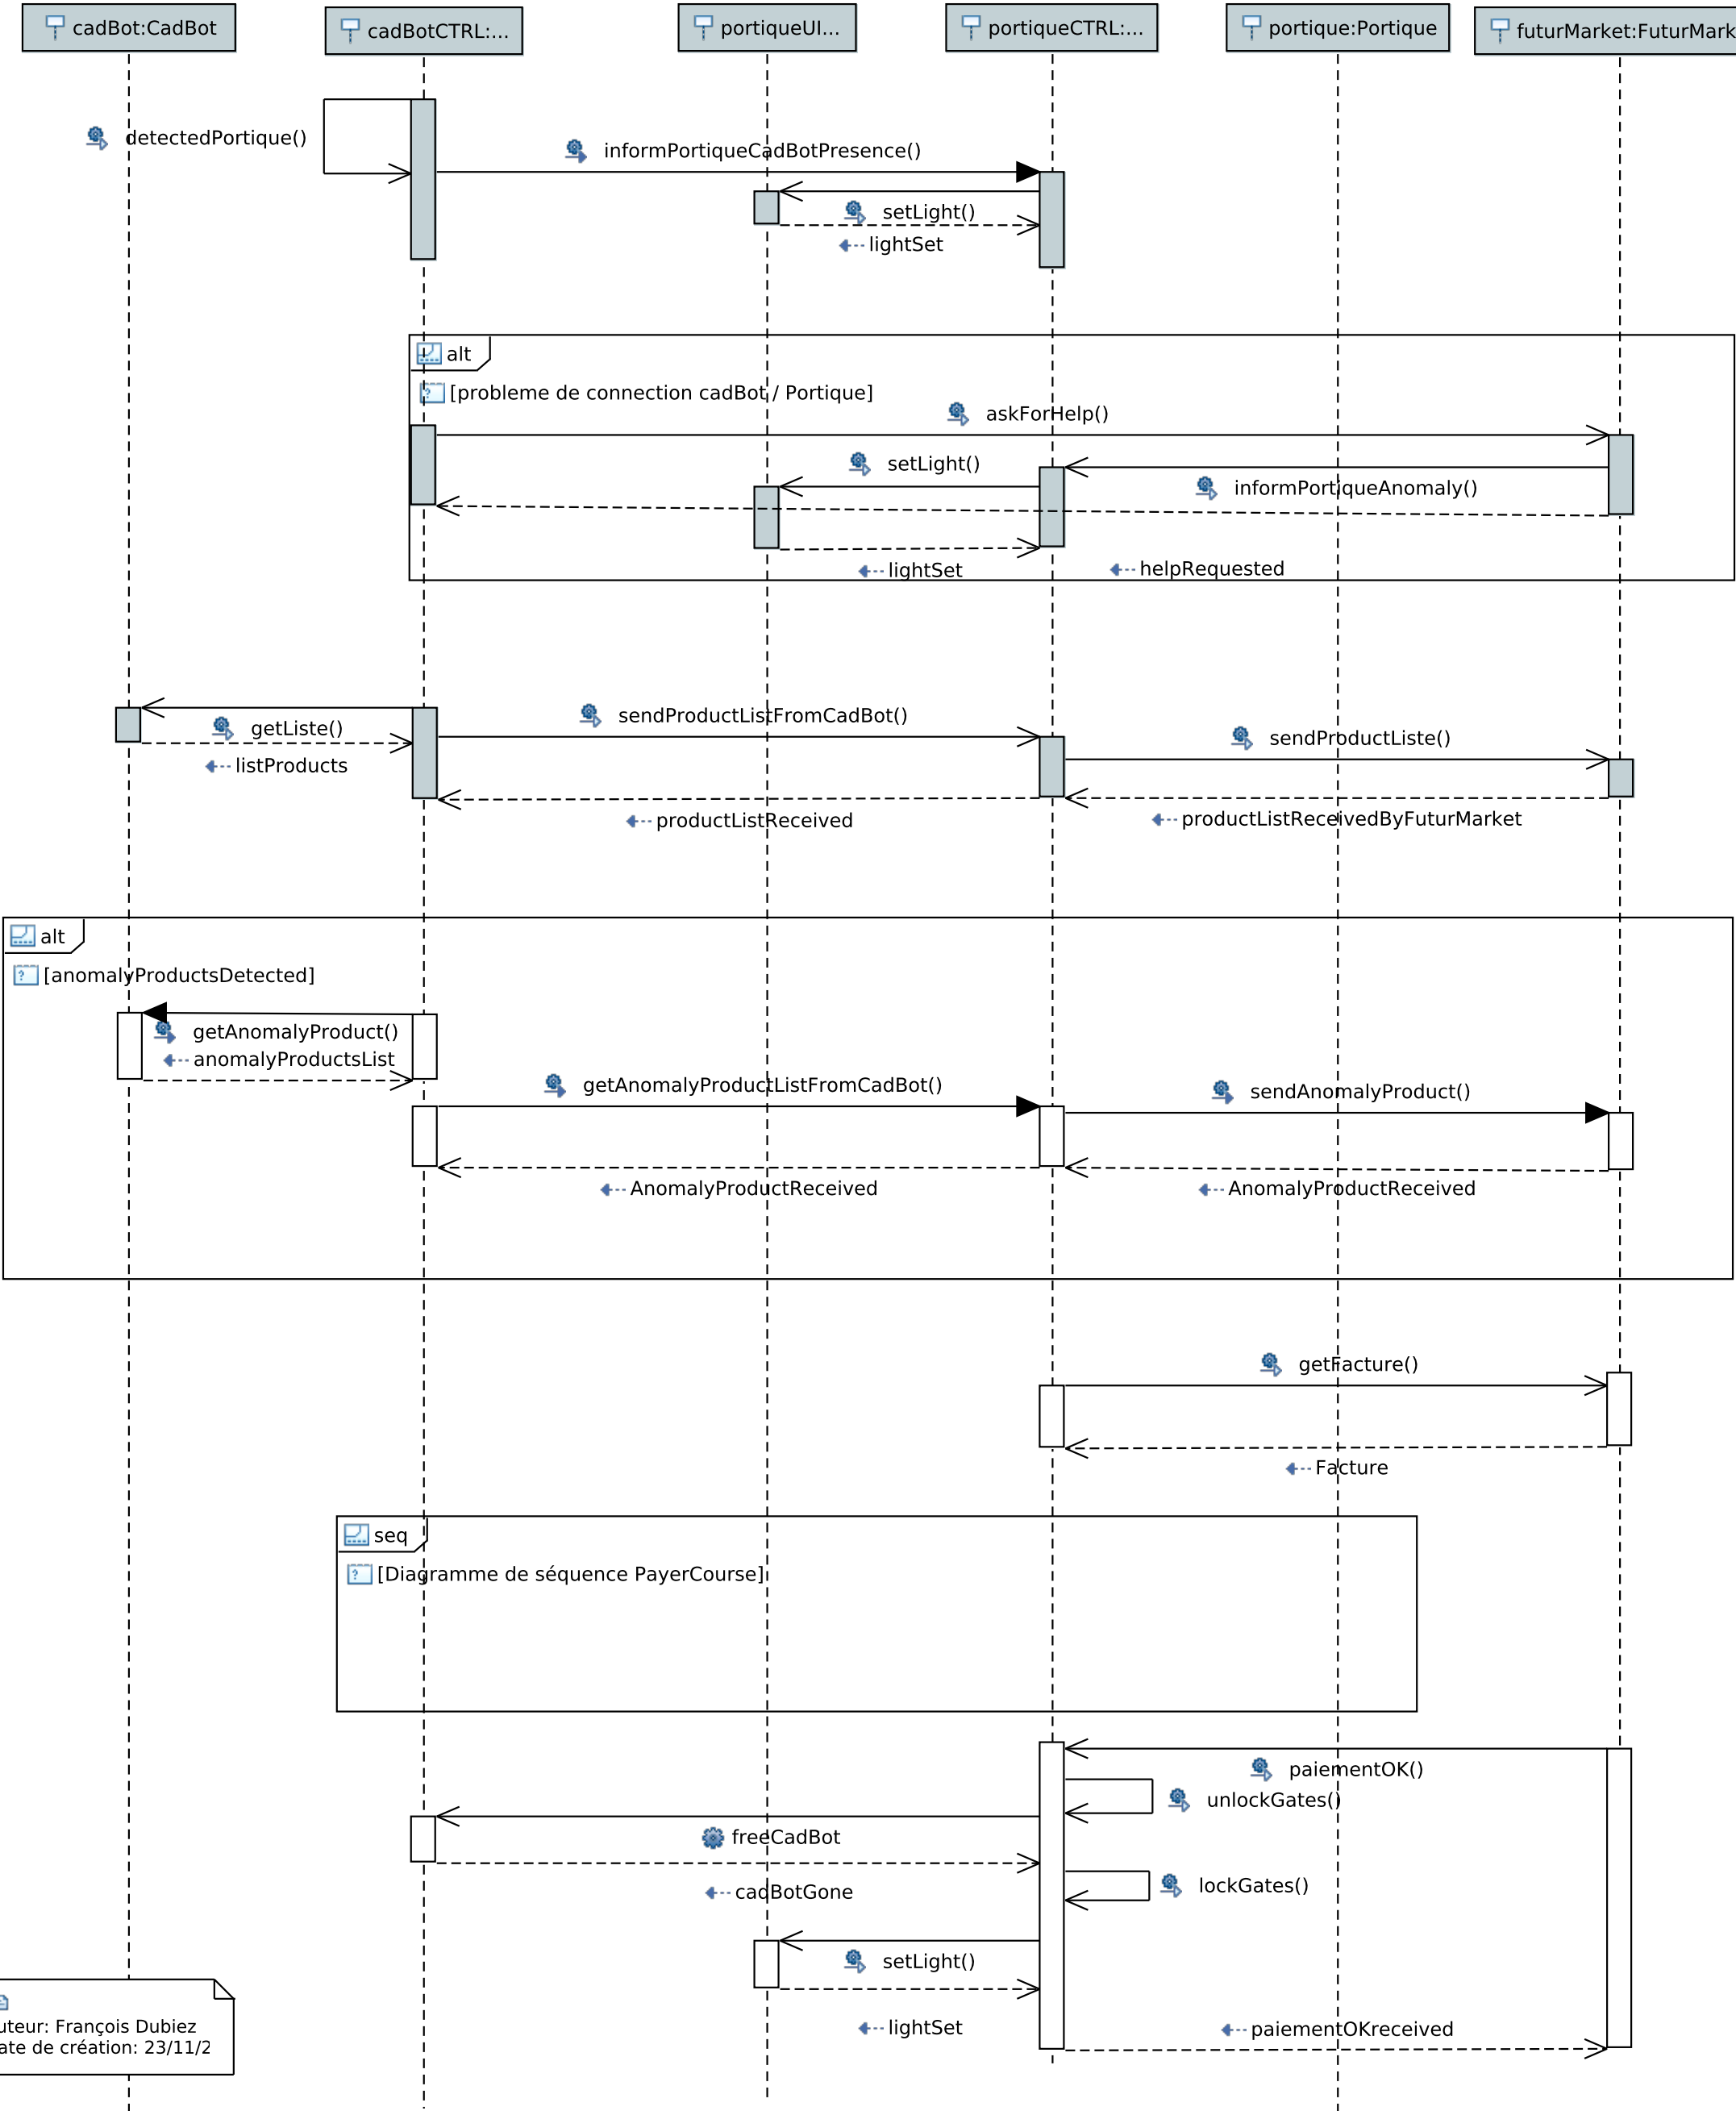 cadBot:CadBot
cadBotCTRL:...
portiqueUI...
portiqueCTRL:...
portique:Portique
futurMarket:FuturMark
detectedPortique()
informPortiqueCadBotPresence()
setLight()
lightSet
alt
[probleme de connection cadBot / Portique]
askForHelp()
setLight()
informPortiqueAnomaly()
lightSet
helpRequested
getListe()
sendProductListFromCadBot()
sendProductListe()
listProducts
productListReceived
productListReceivedByFuturMarket
alt
[anomalyProductsDetected]
getAnomalyProduct()
anomalyProductsList
getAnomalyProductListFromCadBot()
sendAnomalyProduct()
AnomalyProductReceived
AnomalyProductReceived
getFacture()
Facture
seq
[Diagramme de séquence PayerCourse]
paiementOK()
unlockGates()
freeCadBot
cadBotGone
lockGates()
setLight()
lightSet
paiementOKreceived
uteur: François Dubiez
ate de création: 23/11/2